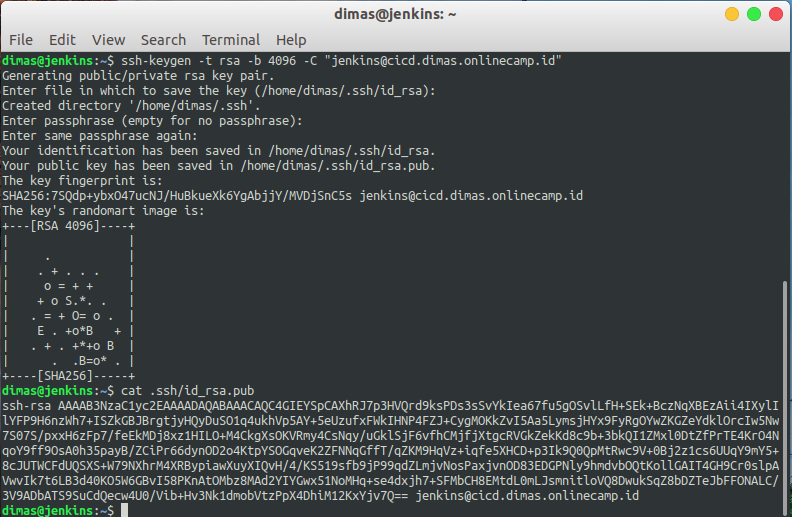 dimas@jenkins: ~
File Edit View Search Terminal Help
dimas@jenkins:~$ ssh-keygen -t rsa -b 4096 -C "jenkins@cicd.dimas.onlinecamp.id"
Generating public/private rsa key pair.
Enter file in which to save the key (/home/dimas/.ssh/id_rsa):
Created directory '/home/dimas/.ssh'.
Enter passphrase (empty for no passphrase):
Enter same passphrase again:
Your identification has been saved in /home/dimas/.ssh/id_rsa.
Your public key has been saved in /home/dimas/.ssh/id_rsa.pub.
The key fingerprint is:
SHA256:7SQdp+ybxO47ucNJ/HuBkueXk6YgAbjjY/MVDjSnC5s jenkins@cicd.dimas.onlinecamp.id
The key's randomart image is:
+---[RSA 4096]----+
|                 |
|     .           |
|    . + . . .    |
|     o = + +     |
|    + o S.*. .   |
|   . = + O= o .  |
|    E . +o*B   + |
|   . + . +*+o B  |
|      .  .B=o* . |
+----[SHA256]-----+
dimas@jenkins:~$ cat .ssh/id_rsa.pub
ssh-rsa AAAAB3NzaC1yc2EAAAADAQABAAACAQC4GIEYSpCAXhRJ7p3HVQrd9ksPDs3sSvYkIea67fu5gOSvlLfH+SEk+BczNqXBEzAii4IXylI
lYFP9H6nzWh7+ISZkGBJBrgtjyHQyDuSO1q4ukhVp5AY+5eUzufxFWkIHNP4FZJ+CygMOKkZvI5Aa5LymsjHYx9FyRgOYwZKGZeYdklOrcIw5Nw
7S07S/pxxH6zFp7/feEkMDj8xz1HILO+M4CkgXsOKVRmy4CsNqy/uGklSjF6vfhCMjfjXtgcRVGkZekKd8c9b+3bkQI1ZMxl0DtZfPrTE4KrO4N
qoY9ff9OsA0h35payB/ZCiPr66dynOD2o4KtpYSOGqveK2ZFNNqGffT/qZKM9HqVz+iqfe5XHCD+p3Ik9Q0QpMtRwc9V+0Bj2z1cs6UUqY9mY5+
8cJUTWCFdUQSXS+W79NXhrM4XRBypiawXuyXIQvH/4/KS519sfb9jP99qdZLmjvNosPaxjvnOD83EDGPNly9hmdvbOQtKollGAIT4GH9Cr0slpA
VwvIk7t6LB3d40KO5W6GBvI58PKnAtOMbz8MAd2YIYGwx51NoMHq+se4dxjh7+SFMbCH8EMtdL0mLJsmnitloVQ8DwukSqZ8bDZTeJbFFONALC/
3V9ADbATS9SuCdQecw4U0/Vib+Hv3Nk1dmobVtzPpX4DhiM12KxYjv7Q== jenkins@cicd.dimas.onlinecamp.id
dimas@jenkins:~$